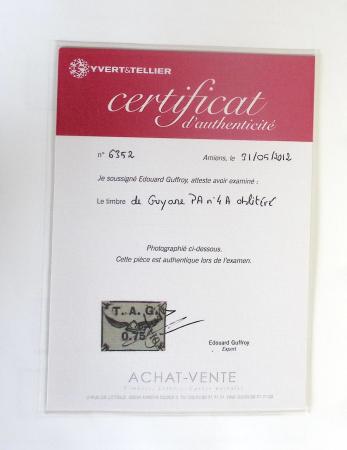 YVERT&TELLIER
certificat
d'authenticité
n° 6352 Amiens, le 31/05/2012
Je soussigné Edouard Guffroy, atteste avoir examiné :
Le timbre de Guyane PA n° 4A oblitéré
Photographié ci-dessous.
Cette pièce est authentique lors de l'examen.
T. A. G.
0.75
Edouard Guffroy
Expert
ACHAT-VENTE